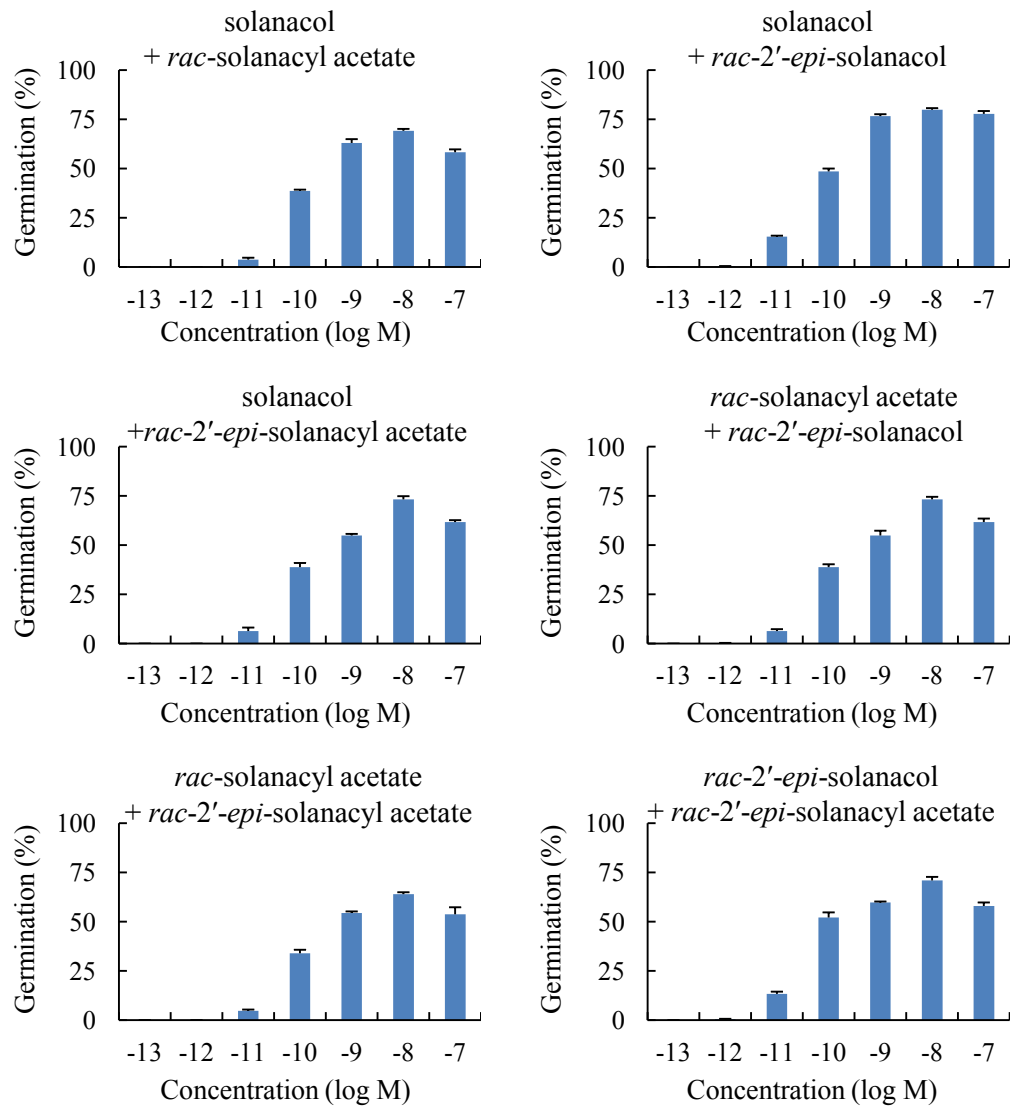 solanacol
+ rac-solanacyl acetate
100
75
50
25
0
Germination (%)
-13 -12 -11 -10 -9 -8 -7
Concentration (log M)
solanacol
+ rac-2′-epi-solanacol
100
75
50
25
0
Germination (%)
-13 -12 -11 -10 -9 -8 -7
Concentration (log M)
solanacol
+rac-2′-epi-solanacyl acetate
100
75
50
25
0
Germination (%)
-13 -12 -11 -10 -9 -8 -7
Concentration (log M)
rac-solanacyl acetate
+ rac-2′-epi-solanacol
100
75
50
25
0
Germination (%)
-13 -12 -11 -10 -9 -8 -7
Concentration (log M)
rac-solanacyl acetate
+ rac-2′-epi-solanacyl acetate
100
75
50
25
0
Germination (%)
-13 -12 -11 -10 -9 -8 -7
Concentration (log M)
rac-2′-epi-solanacol
+ rac-2′-epi-solanacyl acetate
100
75
50
25
0
Germination (%)
-13 -12 -11 -10 -9 -8 -7
Concentration (log M)